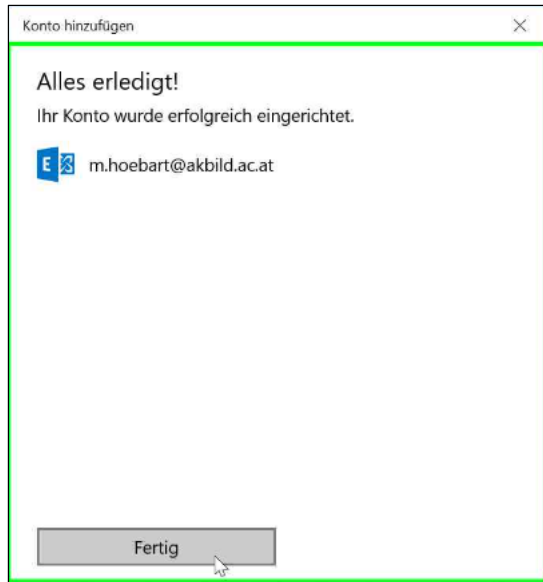 Konto hinzufügen
Alles erledigt!
Ihr Konto wurde erfolgreich eingerichtet.
E m.hoebart@akbild.ac.at
Fertig